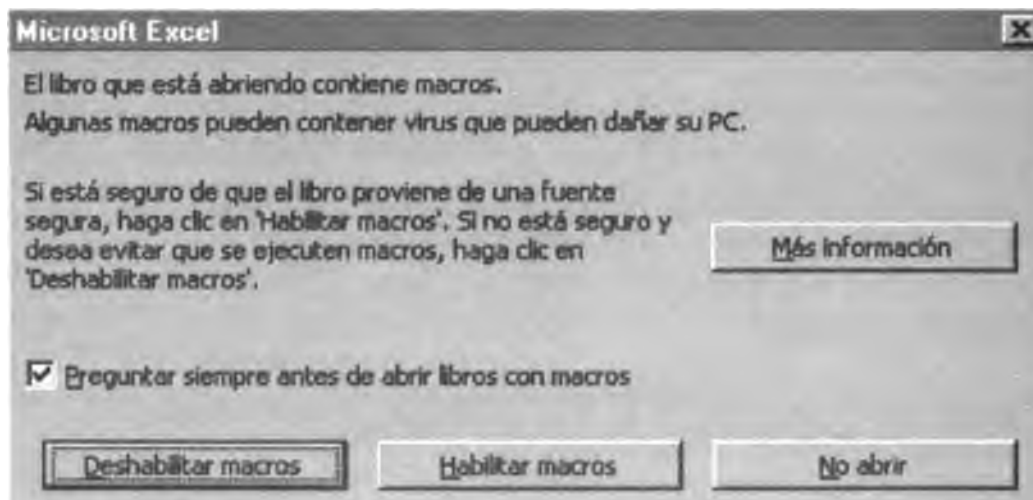 Microsoft Excel
El libro que está abriendo contiene macros.
Algunas macros pueden contener virus que pueden dañar su PC.
Si está seguro de que el libro proviene de una fuente
segura, haga clic en 'Habilitar macros'. Si no está seguro y
desea evitar que se ejecuten macros, haga clic en
'Deshabilitar macros'.
Más información
Preguntar siempre antes de abrir libros con macros
Deshabilitar macros
Habilitar macros
No abrir